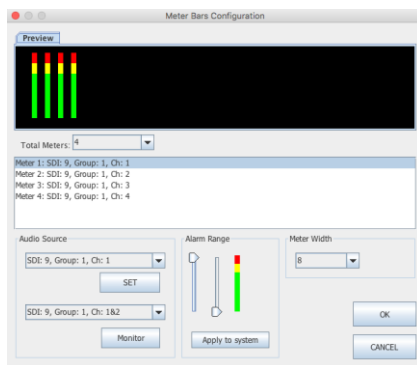 Meter Bars Configuration
Preview
Total Meters: 4
Meter 1: SDI: 9, Group: 1, Ch: 1
Meter 2: SDI: 9, Group: 1, Ch: 2
Meter 3: SDI: 9, Group: 1, Ch: 3
Meter 4: SDI: 9, Group: 1, Ch: 4
Audio Source
Alarm Range
Meter Width
SDI: 9, Group: 1, Ch: 1
8
SET
SDI: 9, Group: 1, Ch: 1&2
OK
Monitor
Apply to system
CANCEL